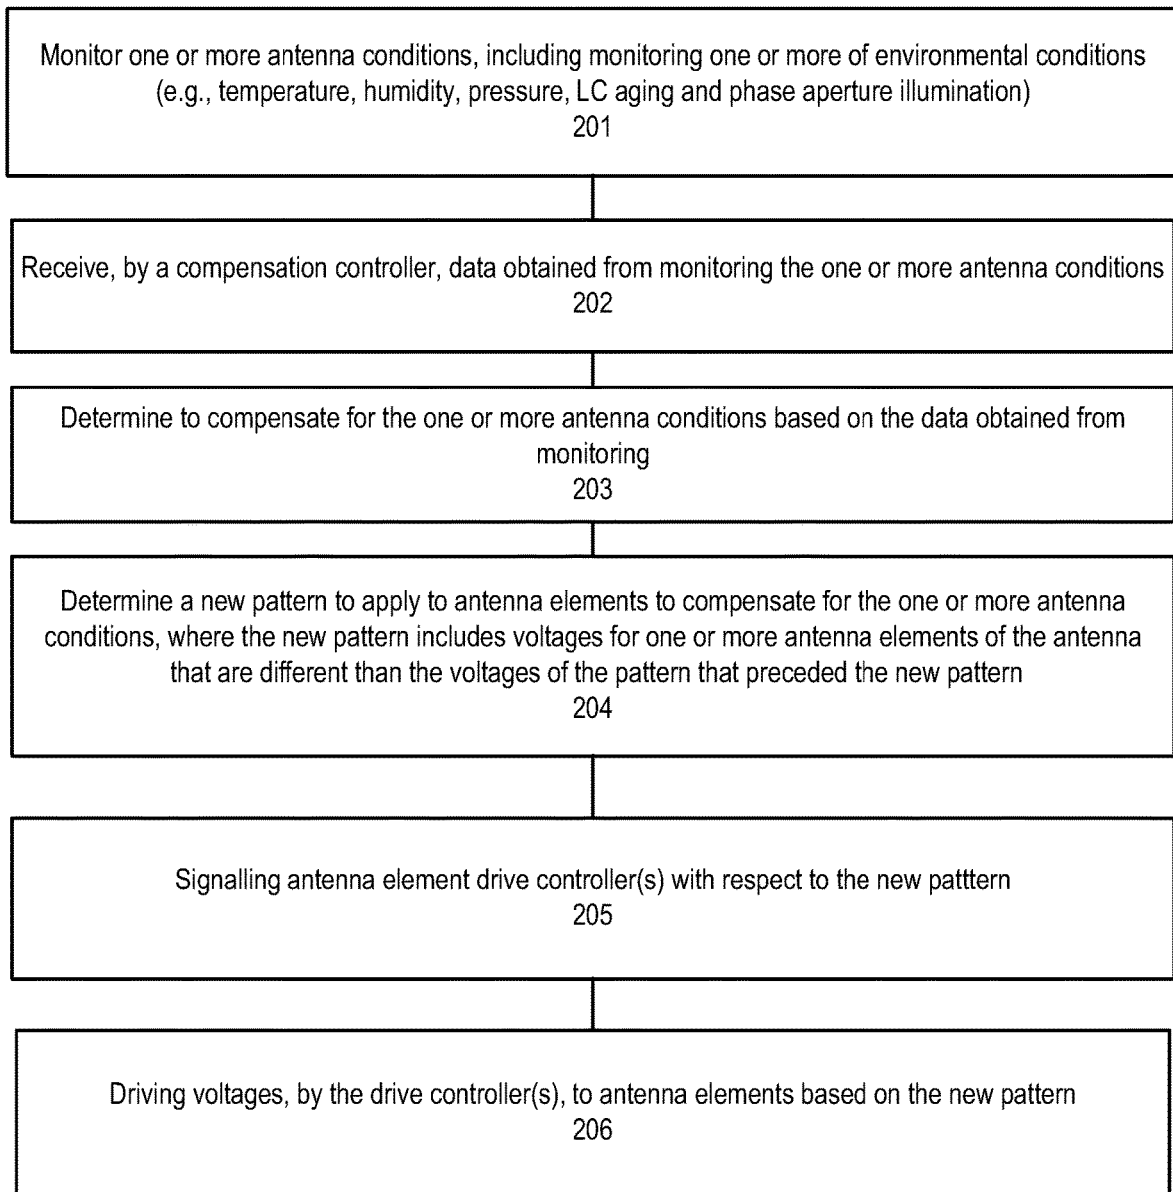 Monitor one or more antenna conditions, including monitoring one or more of environmental conditions
(e.g., temperature, humidity, pressure, LC aging and phase aperture illumination)
201
Receive, by a compensation controller, data obtained from monitoring the one or more antenna conditions
202
Determine to compensate for the one or more antenna conditions based on the data obtained from
monitoring
203
Determine a new pattern to apply to antenna elements to compensate for the one or more antenna
conditions, where the new pattern includes voltages for one or more antenna elements of the antenna
that are different than the voltages of the pattern that preceded the new pattern
204
Signalling antenna element drive controller(s) with respect to the new patttern
205
Driving voltages, by the drive controller(s), to antenna elements based on the new pattern
206